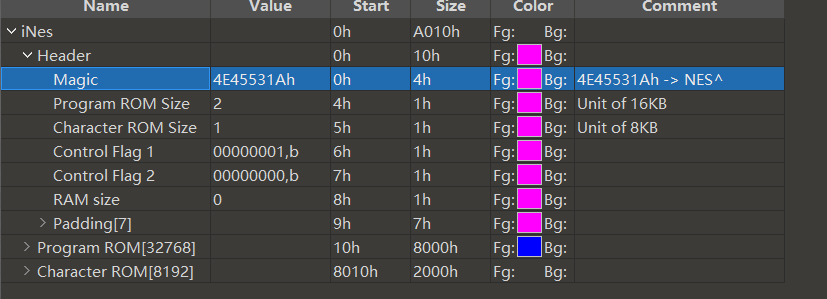 Name Value Start Size Color Comment
iNes 0h A010h Fg: Bg:
Header 0h 10h Fg: Bg:
Magic 4E45531Ah 0h 4h Fg: Bg: 4E45531Ah -> NES^
Program ROM Size 2 4h 1h Fg: Bg: Unit of 16KB
Character ROM Size 1 5h 1h Fg: Bg: Unit of 8KB
Control Flag 1 00000001,b 6h 1h Fg: Bg:
Control Flag 2 00000000,b 7h 1h Fg: Bg:
RAM size 0 8h 1h Fg: Bg:
Padding[7] 9h 7h Fg: Bg:
Program ROM[32768] 10h 8000h Fg: Bg:
Character ROM[8192] 8010h 2000h Fg: Bg: